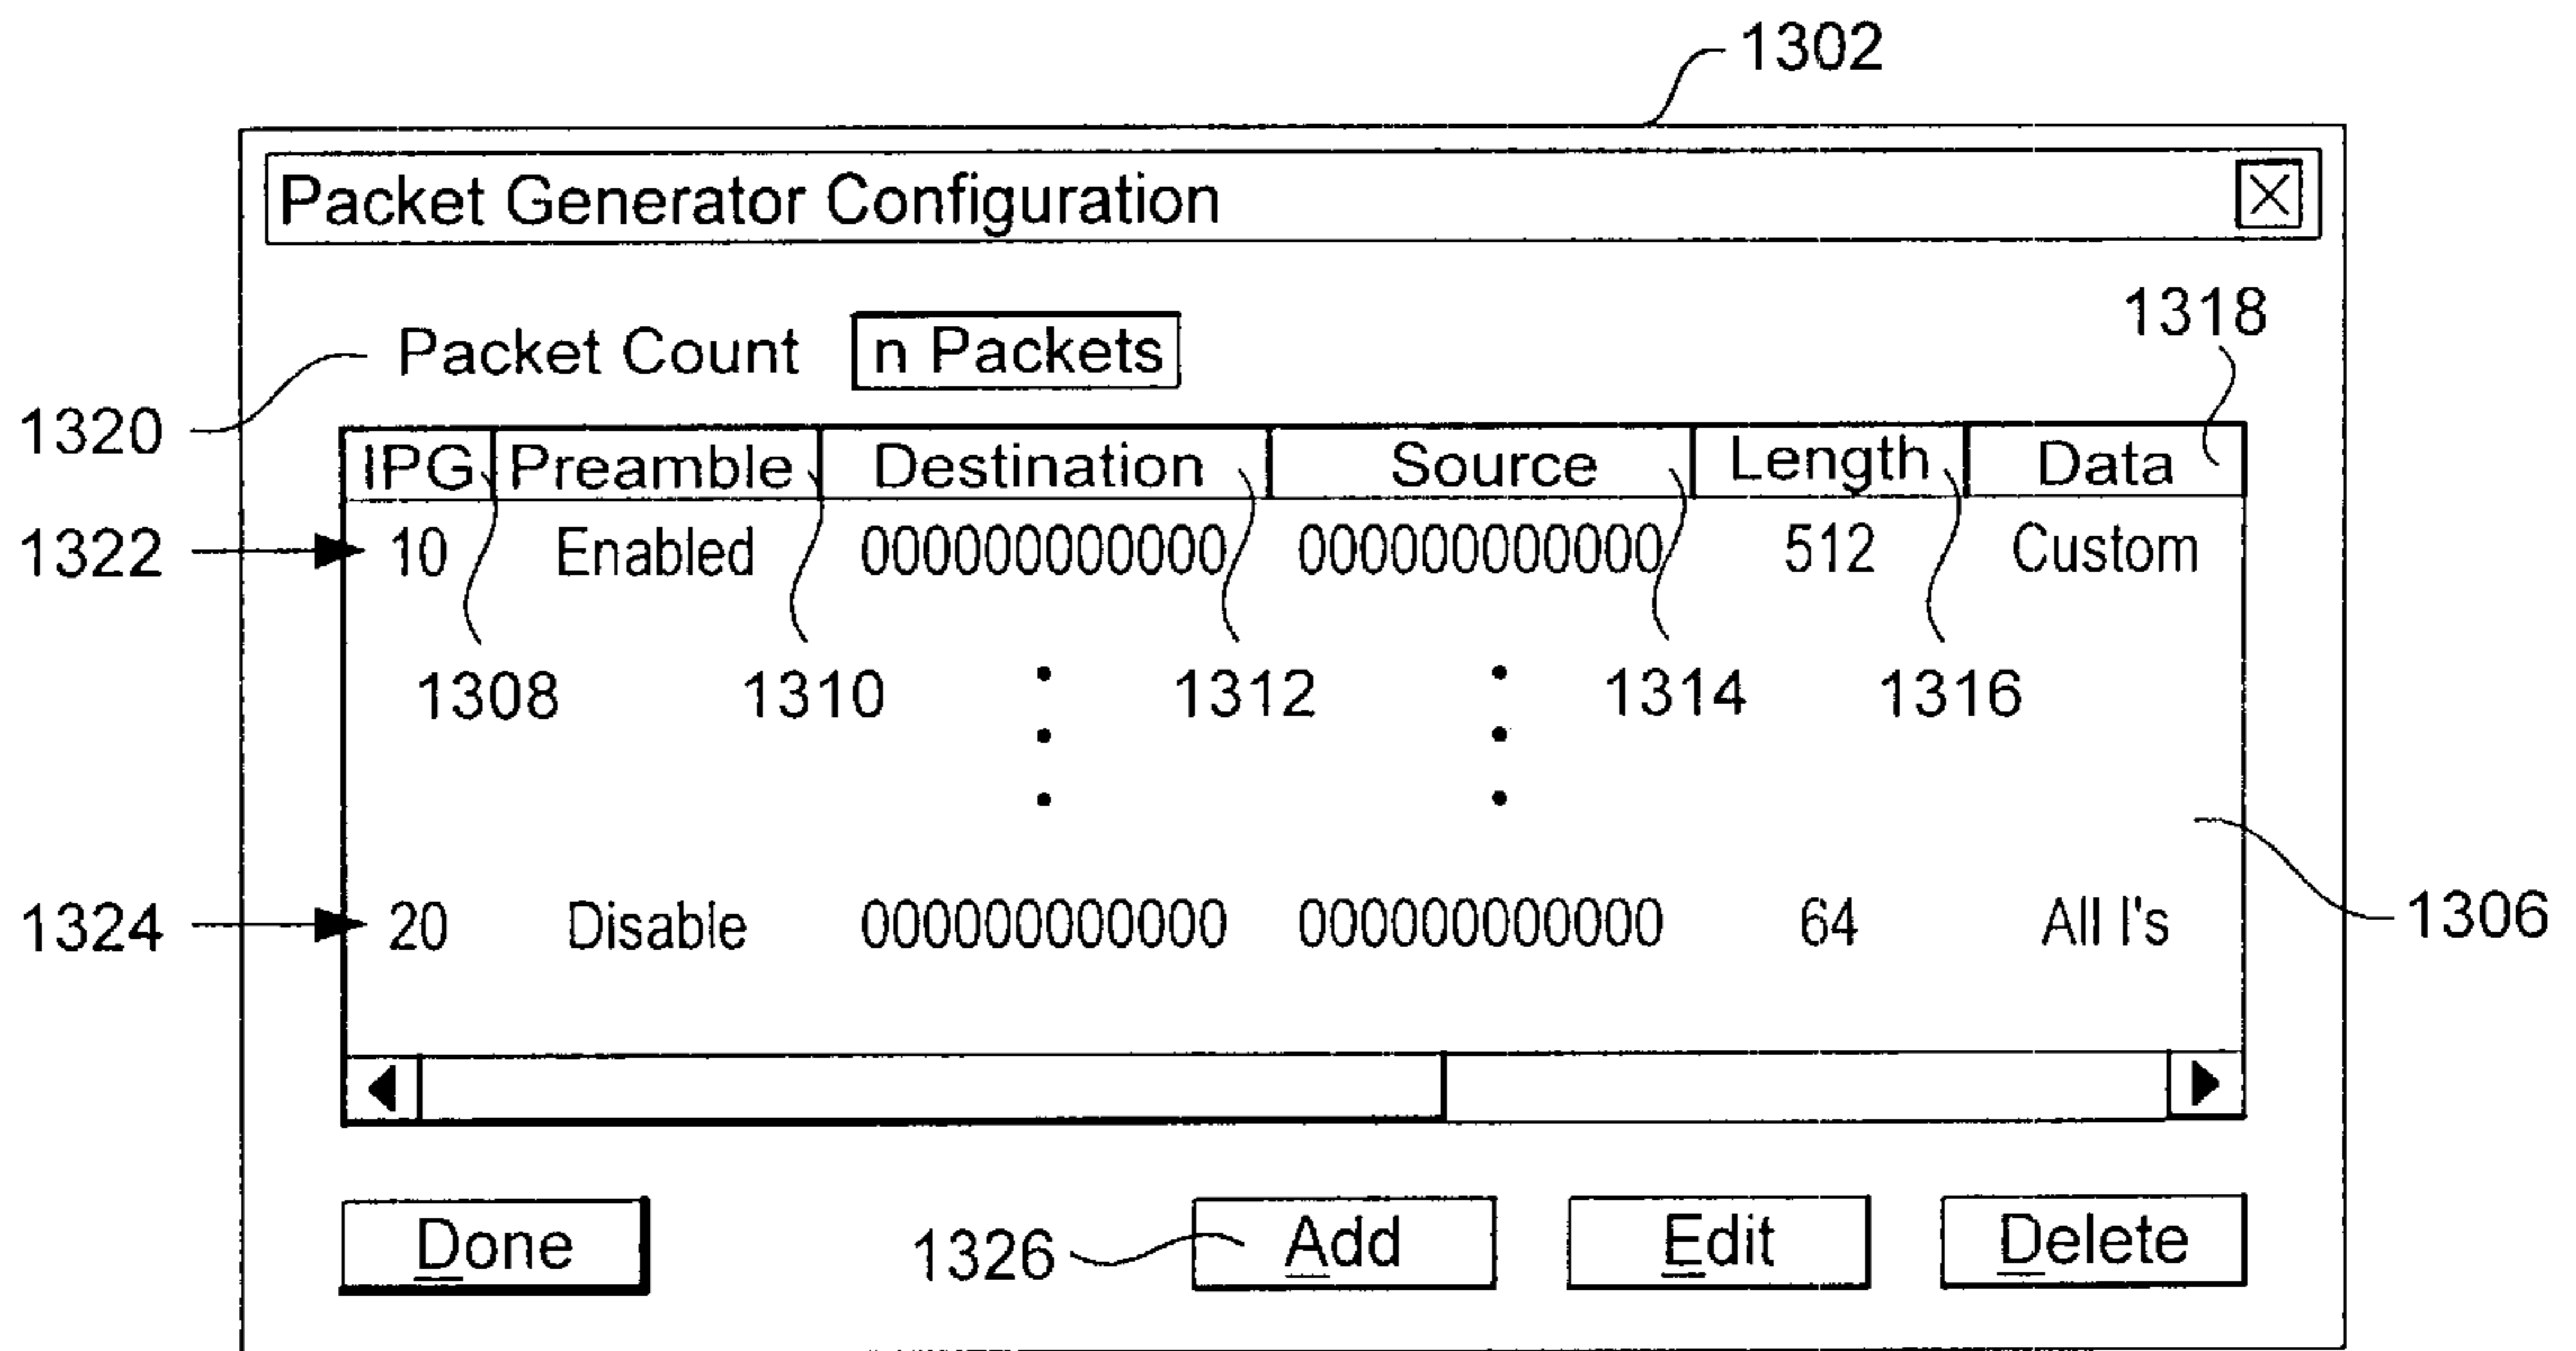 1302
Packet Generator Configuration
1318
Packet Count n Packets
1320
IPG Preamble Destination Source Length Data
1322 10 Enabled 000000000000 000000000000 512 Custom
1308 1310 1312 1314 1316
1324 20 Disable 000000000000 000000000000 64 All I's
1306
Done 1326 Add Edit Delete